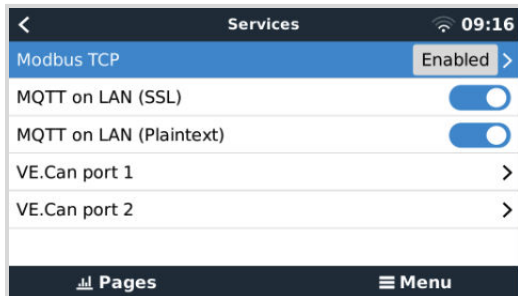 Services 09:16
Modbus TCP Enabled
MQTT on LAN (SSL)
MQTT on LAN (Plaintext)
VE.Can port 1
VE.Can port 2
Pages Menu